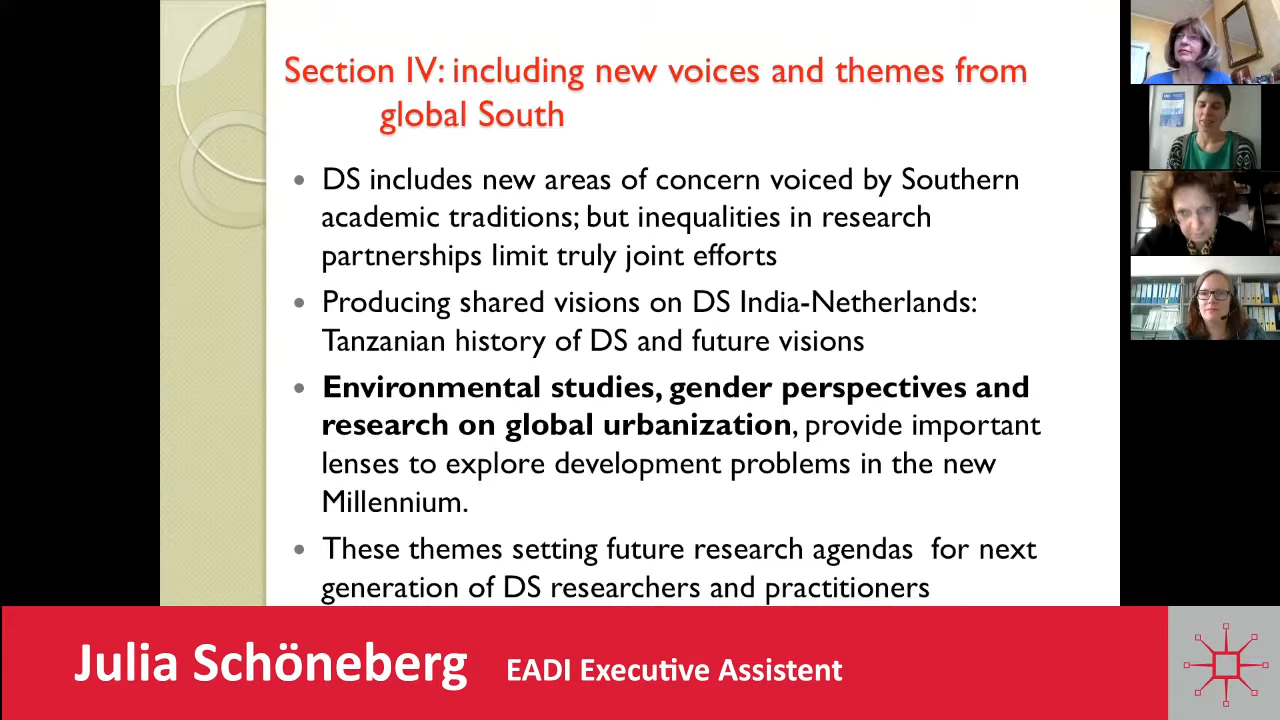 Section IV: including new voices and themes from
global South
DS includes new areas of concern voiced by Southern
academic traditions; but inequalities in research
partnerships limit truly joint efforts
Producing shared visions on DS India-Netherlands:
Tanzanian history of DS and future visions
Environmental studies, gender perspectives and
research on global urbanization, provide important
lenses to explore development problems in the new
Millennium.
These themes setting future research agendas for next
generation of DS researchers and practitioners
Julia Schöneberg EADI Executive Assistent